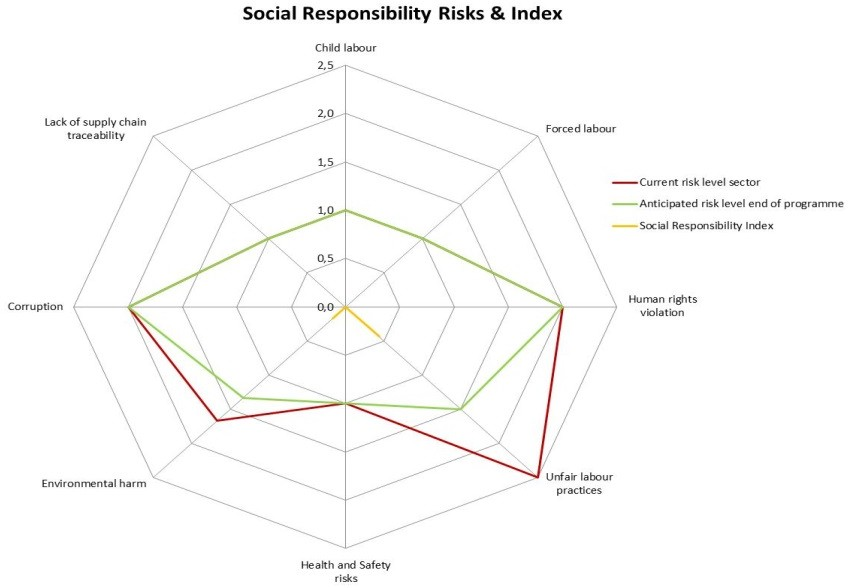 Social Responsibility Risks & Index
Child labour
2,5
Lack of supply chain
traceability
Forced labour
2,0
1,5
Current risk level sector
Anticipated risk level end of programme
Social Responsibility Index
1,0
0,5
Corruption
0,0
Human rights
violation
Environmental harm
Unfair labour
practices
Health and Safety
risks